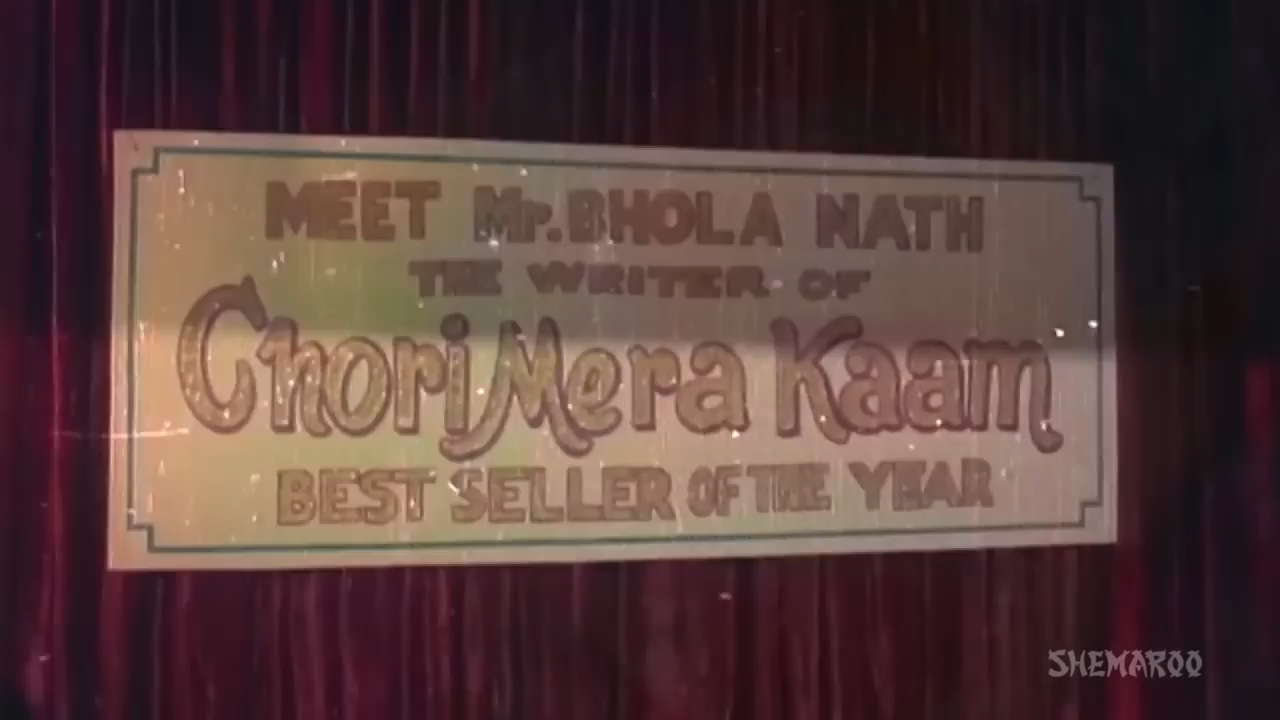 MEET Mr. BHOLA NATH
THE WRITER OF
Chori Mera Kaam
BEST SELLER OF THE YEAR
SHEMAROO